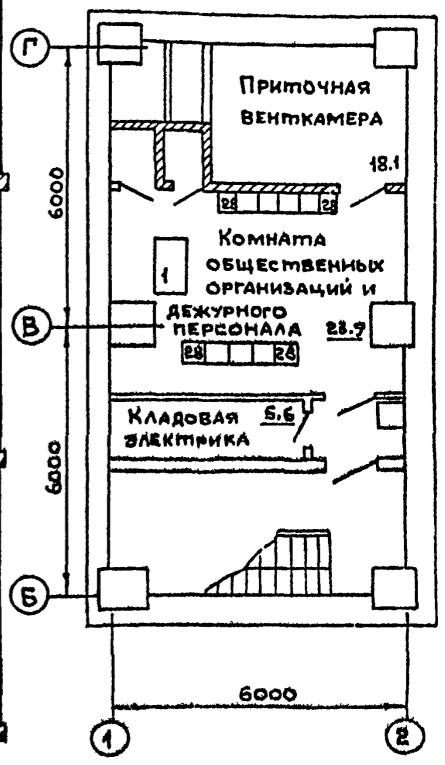 Г
Приточная
венткамера
18.1
6000
28
28
Комната
общественных
организаций и
1
дежурного
В
персонала
23.9
28
28
Кладовая
электрика
5.6
6000
Б
6000
1
2